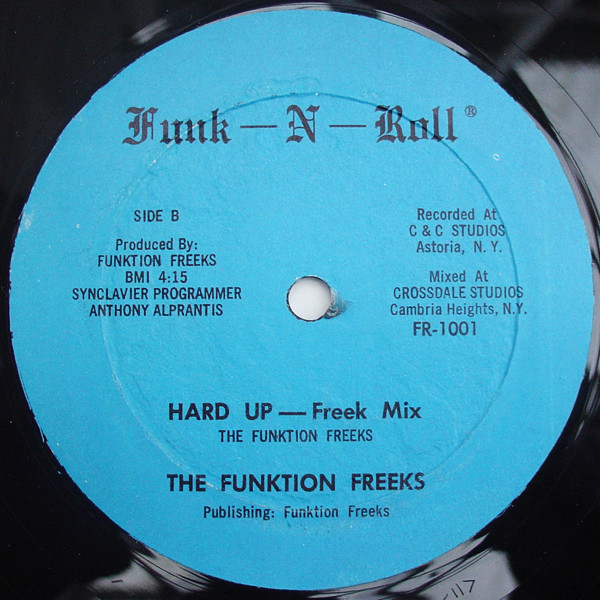 Funk—N—Roll®
SIDE B
Produced By:
FUNKTION FREEKS
BMI 4:15
SYNCLAVIER PROGRAMMER
ANTHONY ALPRANTIS
Recorded At
C & C STUDIOS
Astoria, N. Y.
Mixed At
CROSSDALE STUDIOS
Cambria Heights, N.Y.
FR-1001
HARD UP — Freek Mix
THE FUNKTION FREEKS
THE FUNKTION FREEKS
Publishing: Funktion Freeks